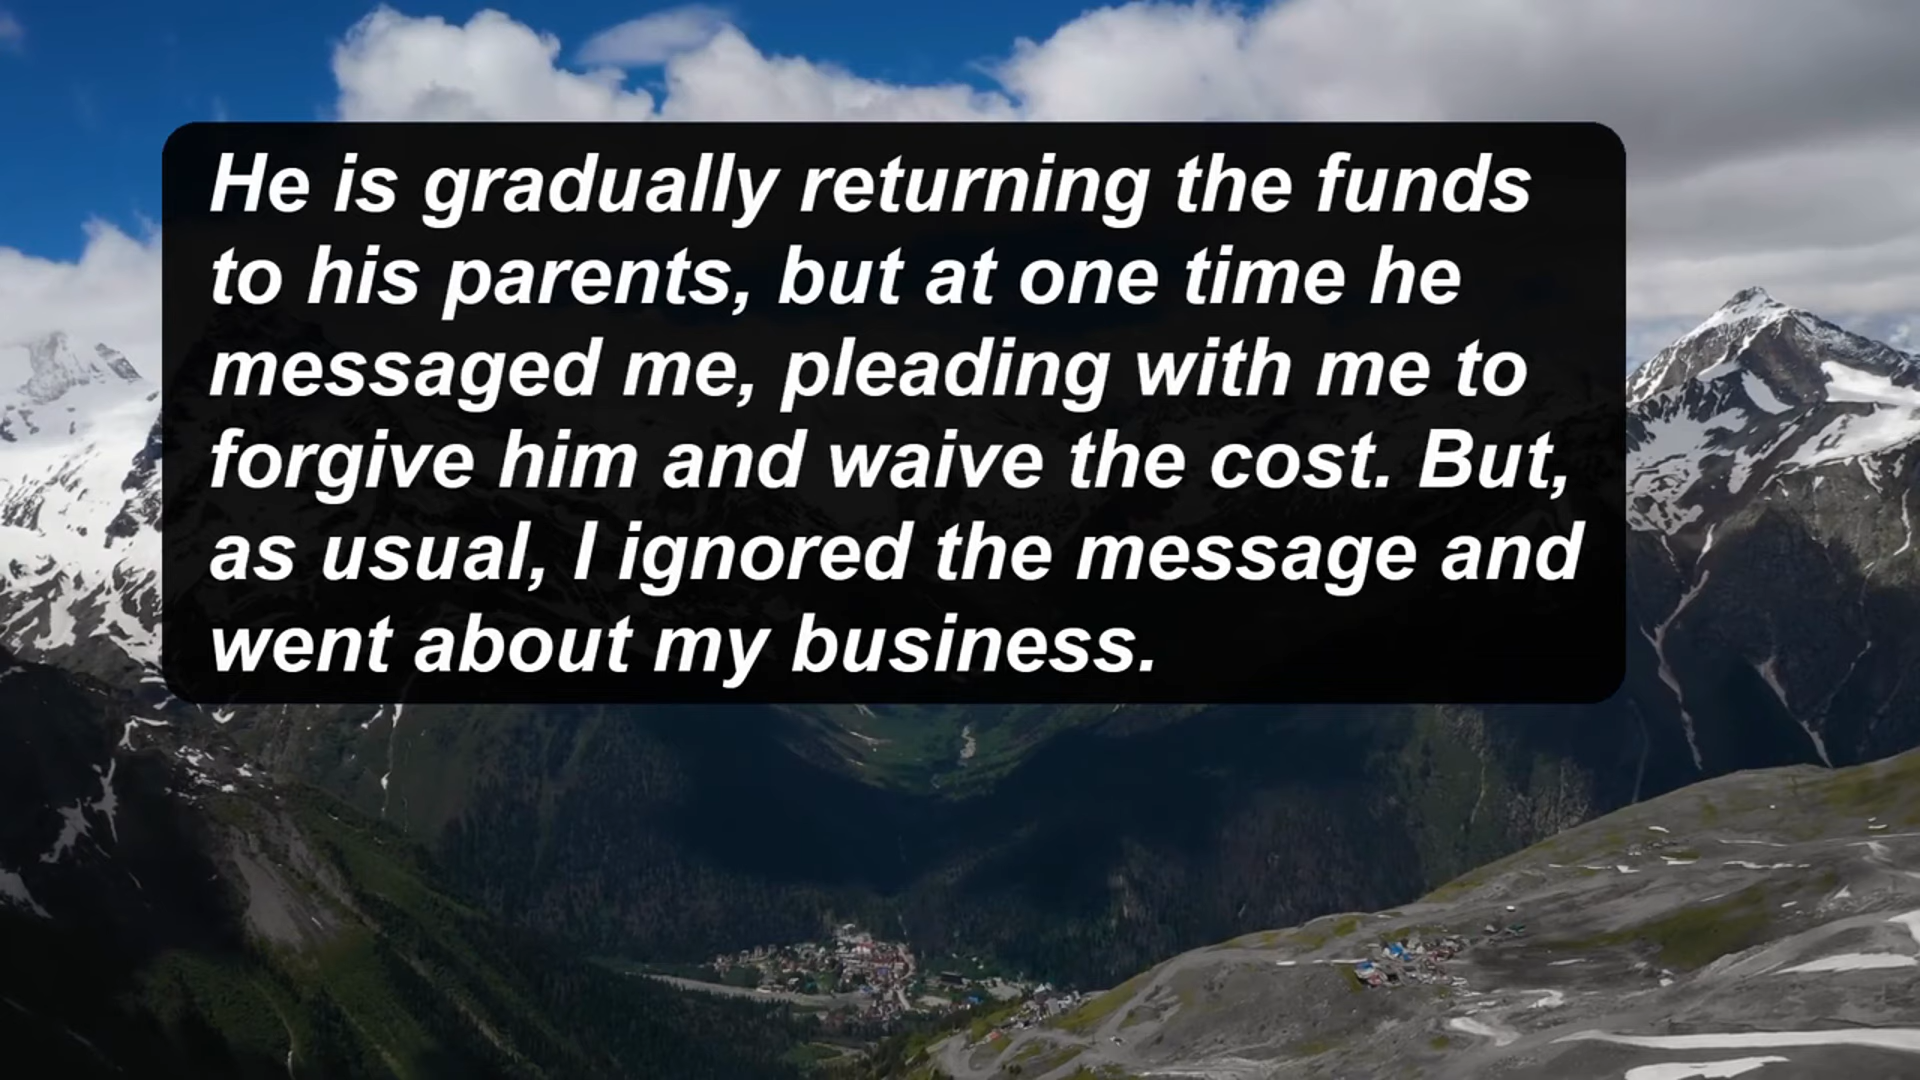 He is gradually returning the funds
to his parents, but at one time he
messaged me, pleading with me to
forgive him and waive the cost. But,
as usual, I ignored the message and
went about my business.